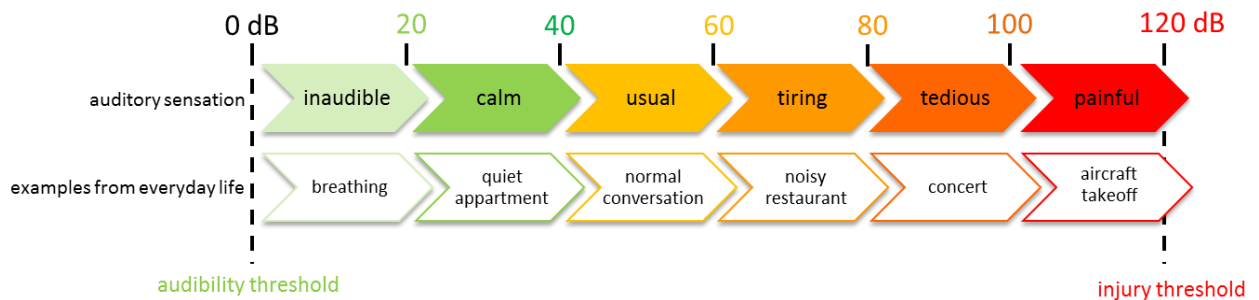 0 dB 20 40 60 80 100 120 dB
auditory sensation inaudible calm usual tiring tedious painful
examples from everyday life
breathing
quiet
appartment
normal
conversation
noisy
restaurant
concert
aircraft
takeoff
audibility threshold
injury threshold